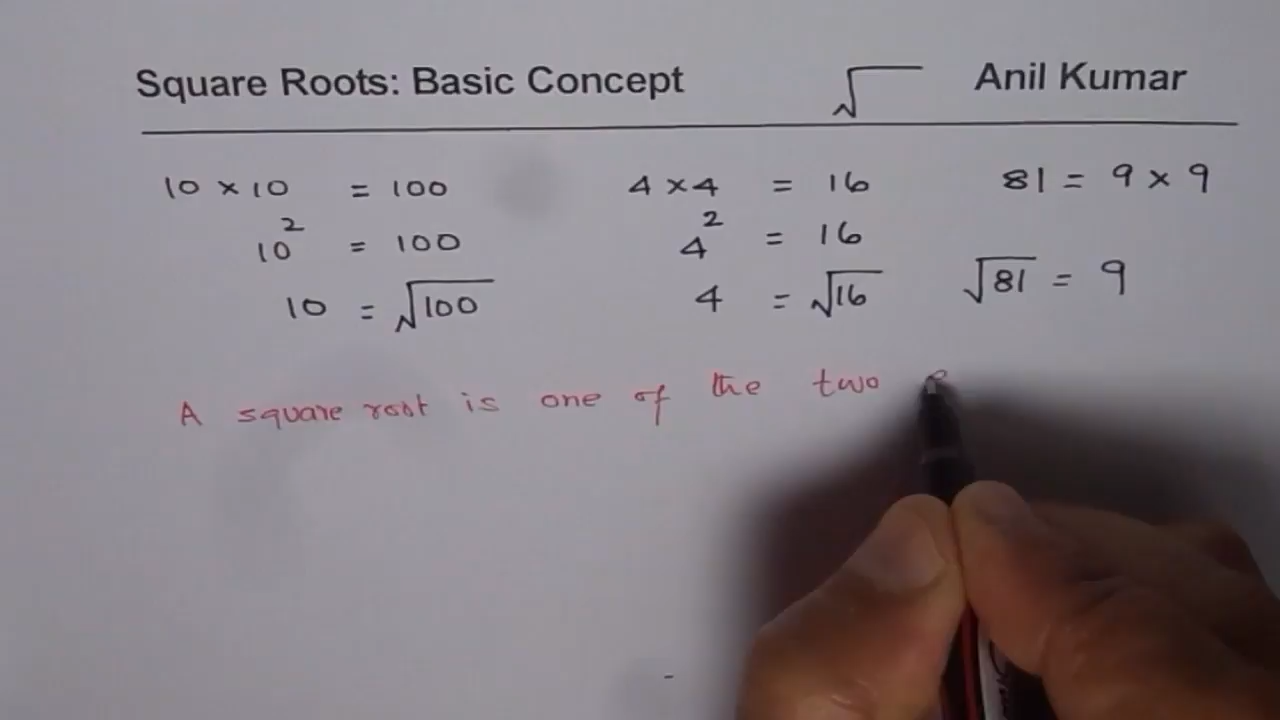 Square Roots: Basic Concept √ Anil Kumar
10 × 10 = 100
10² = 100
10 = √100
4 × 4 = 16
4² = 16
4 = √16
81 = 9 × 9
√81 = 9
A square root is one of the two